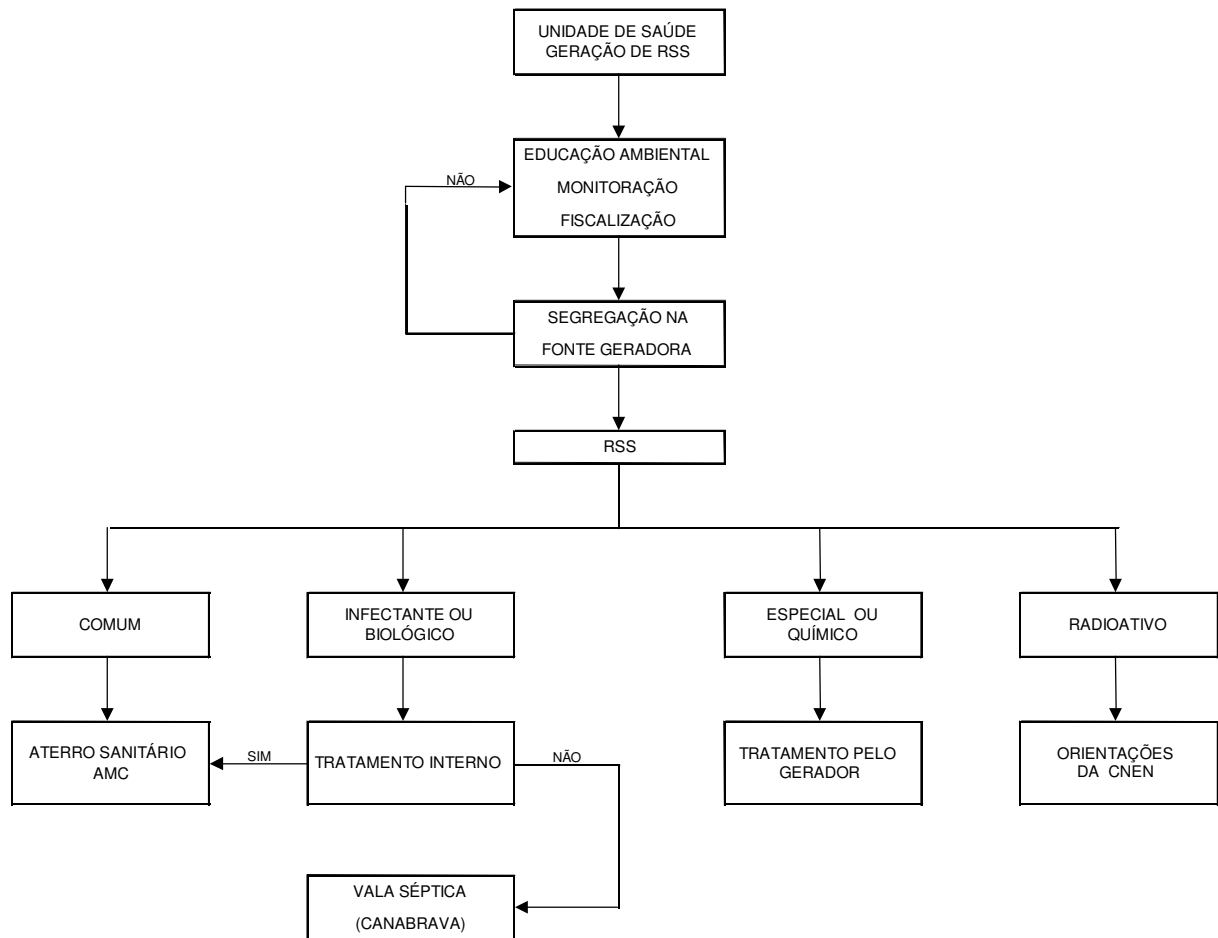 UNIDADE DE SAÚDE
GERAÇÃO DE RSS
EDUCAÇÃO AMBIENTAL
MONITORAÇÃO
FISCALIZAÇÃO
NÃO
SEGREGAÇÃO NA
FONTE GERADORA
RSS
COMUM
INFECTANTE OU
BIOLÓGICO
ESPECIAL OU
QUÍMICO
RADIOATIVO
ATERRO SANITÁRIO
AMC
SIM
TRATAMENTO INTERNO
NÃO
TRATAMENTO PELO
GERADOR
ORIENTAÇÕES
DA CNEN
VALA SÉPTICA
(CANABRAVA)